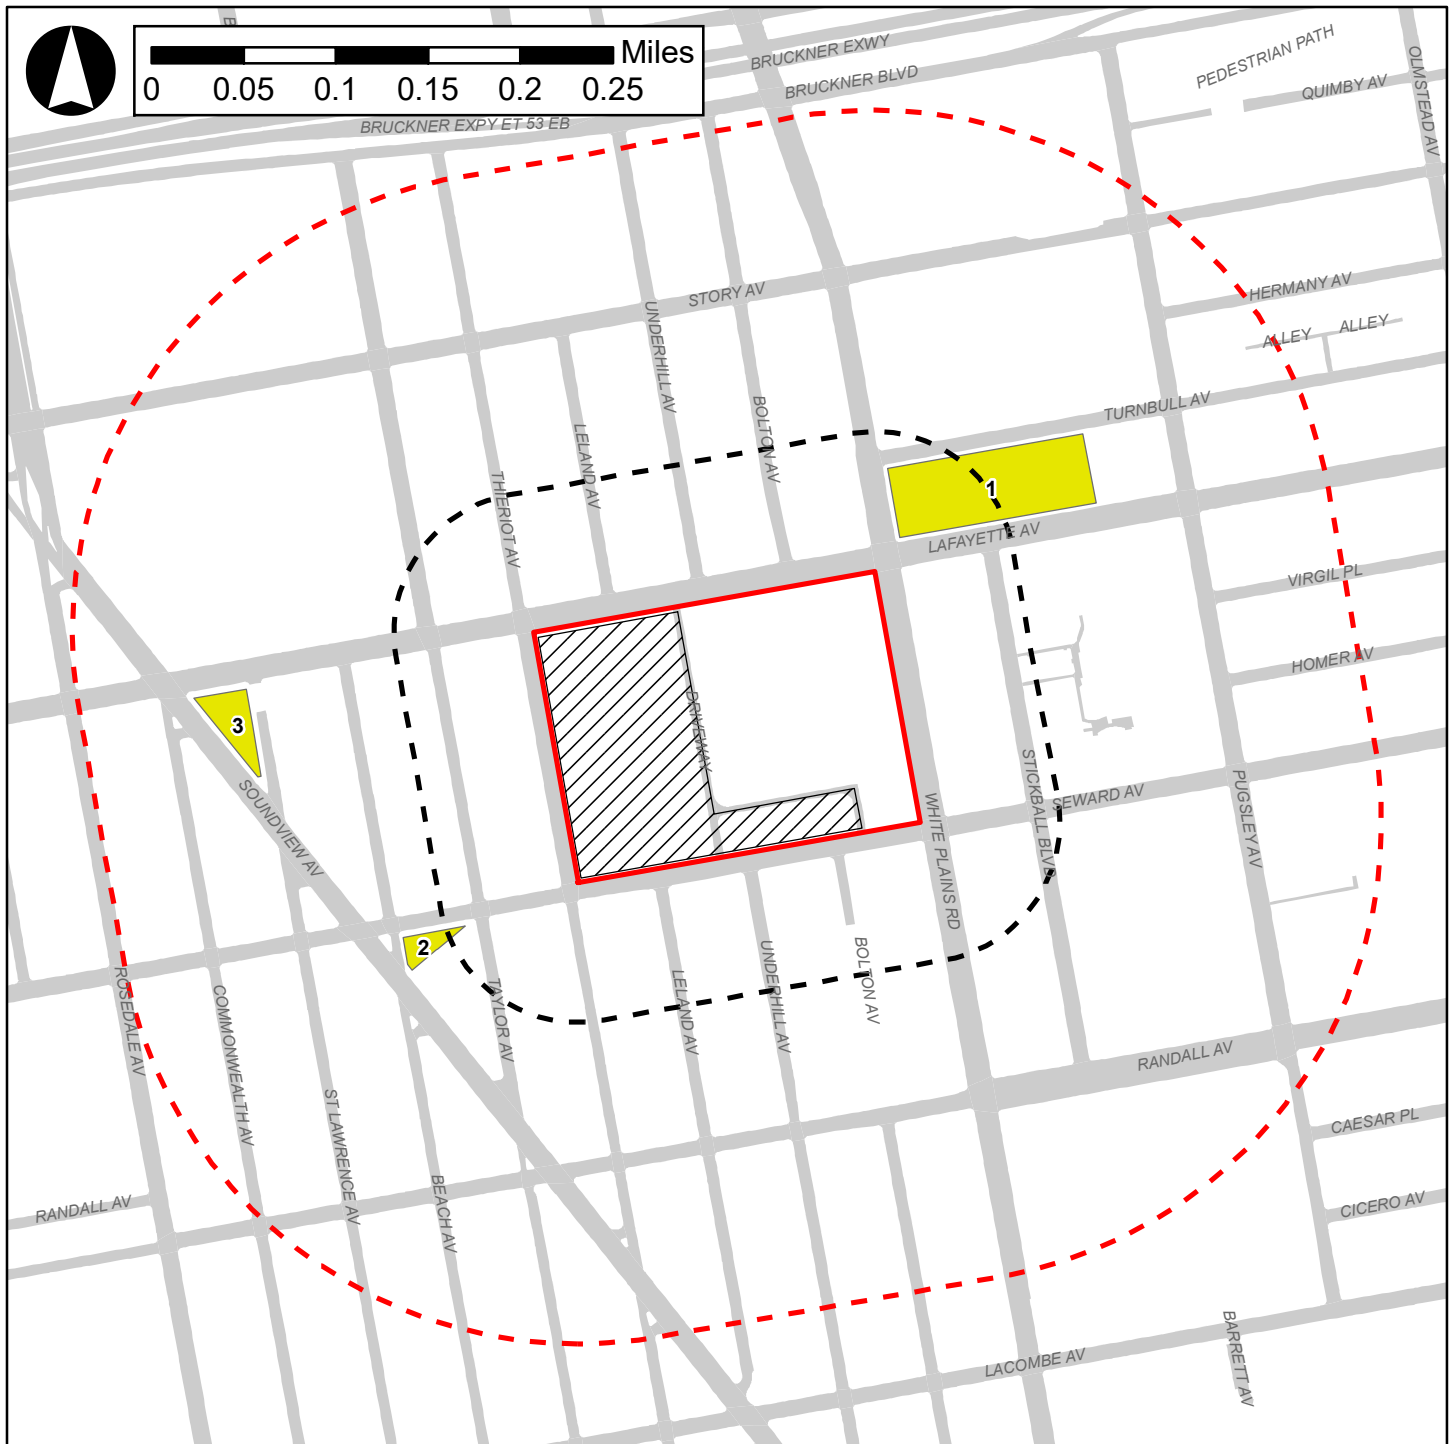 B
Miles
0 0.05 0.1 0.15 0.2 0.25
BRUCKNER EXWY
BRUCKNER BLVD
BRUCKNER EXPY ET 53 EB
PEDESTRIAN PATH
QUIMBY AV
OLMSTEAD AV
STORY AV
HERMANY AV
ALLEY
ALLEY
UNDERHILL AV
BOLTON AV
LELAND AV
THIERIOT AV
TURNBULL AV
1
LAFAYETTE AV
VIRGIL PL
HOMER AV
3
DRIVEWAY
SOUNDVIEW AV
WHITE PLAINS RD
STICKBALL BLVD
SEWARD AV
PUGSLEY AV
2
ROSEDALE AV
COMMONWEALTH AV
ST LAWRENCE AV
BEACH AV
TAYLOR AV
LELAND AV
UNDERHILL AV
BOLTON AV
RANDALL AV
CAESAR PL
RANDALL AV
CICERO AV
LACOMBE AV
BARRETT AV